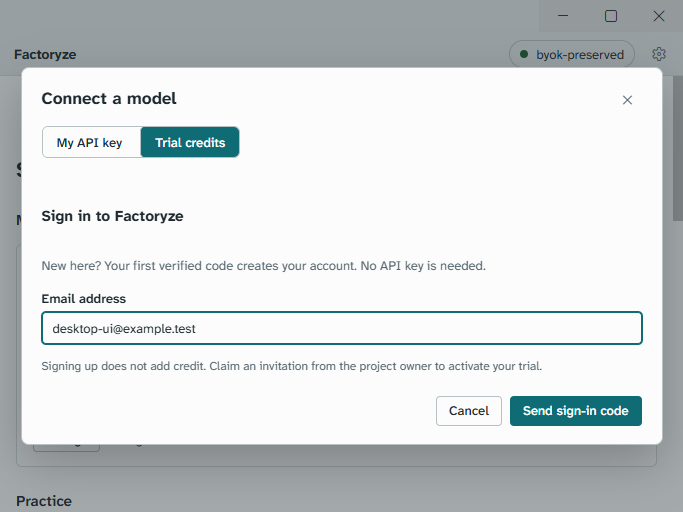 Factoryze
byok-preserved
Connect a model
My API key
Trial credits
Sign in to Factoryze
New here? Your first verified code creates your account. No API key is needed.
Email address
desktop-ui@example.test
Signing up does not add credit. Claim an invitation from the project owner to activate your trial.
Cancel
Send sign-in code
Practice